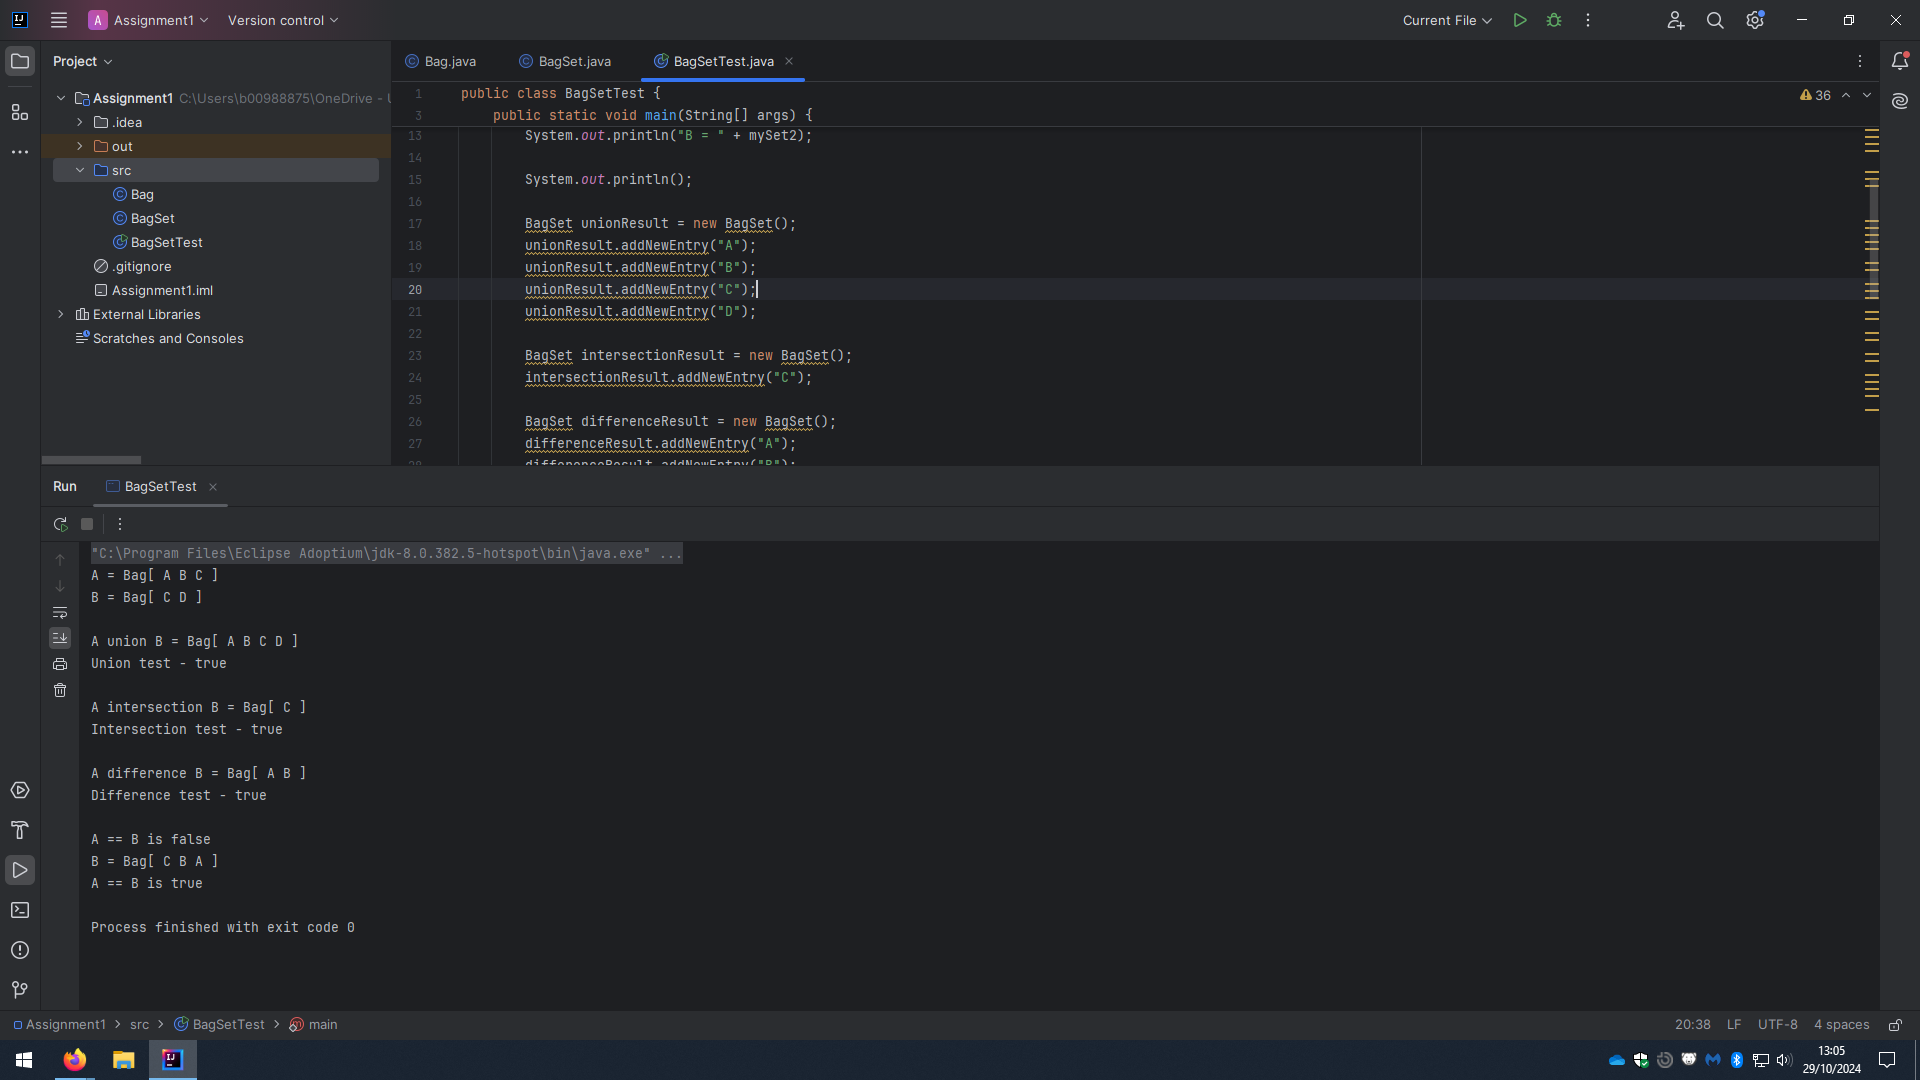 A Assignment1 Version control Current File
Project
Bag.java BagSet.java BagSetTest.java
Assignment1 C:\Users\b00988875\OneDrive - U
.idea
out
src
Bag
BagSet
BagSetTest
.gitignore
Assignment1.iml
External Libraries
Scratches and Consoles
36
1 public class BagSetTest {
3 public static void main(String[] args) {
13 System.out.println("B = " + mySet2);
14
15 System.out.println();
16
17 BagSet unionResult = new BagSet();
18 unionResult.addNewEntry("A");
19 unionResult.addNewEntry("B");
20 unionResult.addNewEntry("C");
21 unionResult.addNewEntry("D");
22
23 BagSet intersectionResult = new BagSet();
24 intersectionResult.addNewEntry("C");
25
26 BagSet differenceResult = new BagSet();
27 differenceResult.addNewEntry("A");
28 differenceResult.addNewEntry("B");
Run BagSetTest
"C:\Program Files\Eclipse Adoptium\jdk-8.0.382.5-hotspot\bin\java.exe" ...
A = Bag[ A B C ]
B = Bag[ C D ]
A union B = Bag[ A B C D ]
Union test - true
A intersection B = Bag[ C ]
Intersection test - true
A difference B = Bag[ A B ]
Difference test - true
A == B is false
B = Bag[ C B A ]
A == B is true
Process finished with exit code 0
Assignment1 > src > BagSetTest > main
20:38 LF UTF-8 4 spaces
13:05
29/10/2024